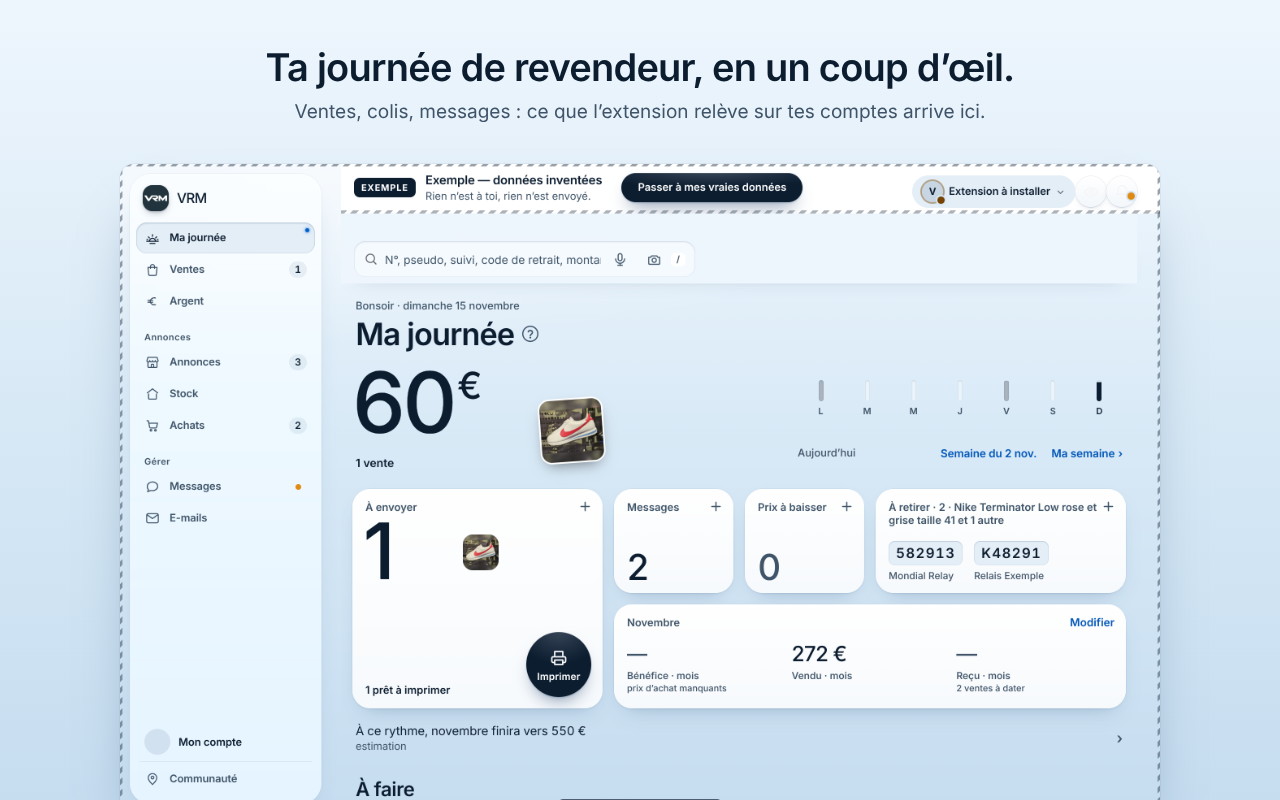 Ta journée de revendeur, en un coup d’œil.
Ventes, colis, messages : ce que l’extension relève sur tes comptes arrive ici.
VRM
VRM
EXEMPLE
Exemple — données inventées
Rien n’est à toi, rien n’est envoyé.
Passer à mes vraies données
V
Extension à installer
Ma journée
Ventes
1
Argent
Annonces
Annonces
3
Stock
Achats
2
Gérer
Messages
E-mails
Mon compte
Communauté
N°, pseudo, suivi, code de retrait, monta
/
Bonsoir · dimanche 15 novembre
Ma journée
?
60 €
1 vente
L M M J V S D
Aujourd’hui
Semaine du 2 nov.
Ma semaine ›
À envoyer
1
1 prêt à imprimer
Imprimer
Messages
2
Prix à baisser
0
À retirer · 2 · Nike Terminator Low rose et
grise taille 41 et 1 autre
582913
K48291
Mondial Relay
Relais Exemple
Novembre
Modifier
—
Bénéfice · mois
prix d’achat manquants
272 €
Vendu · mois
—
Reçu · mois
2 ventes à dater
À ce rythme, novembre finira vers 550 €
estimation
À faire